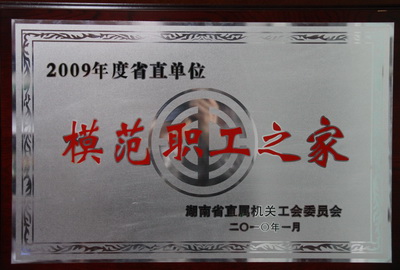 2009年度省直单位
模范职工之家
湖南省直属机关工会委员会
二〇一〇年一月